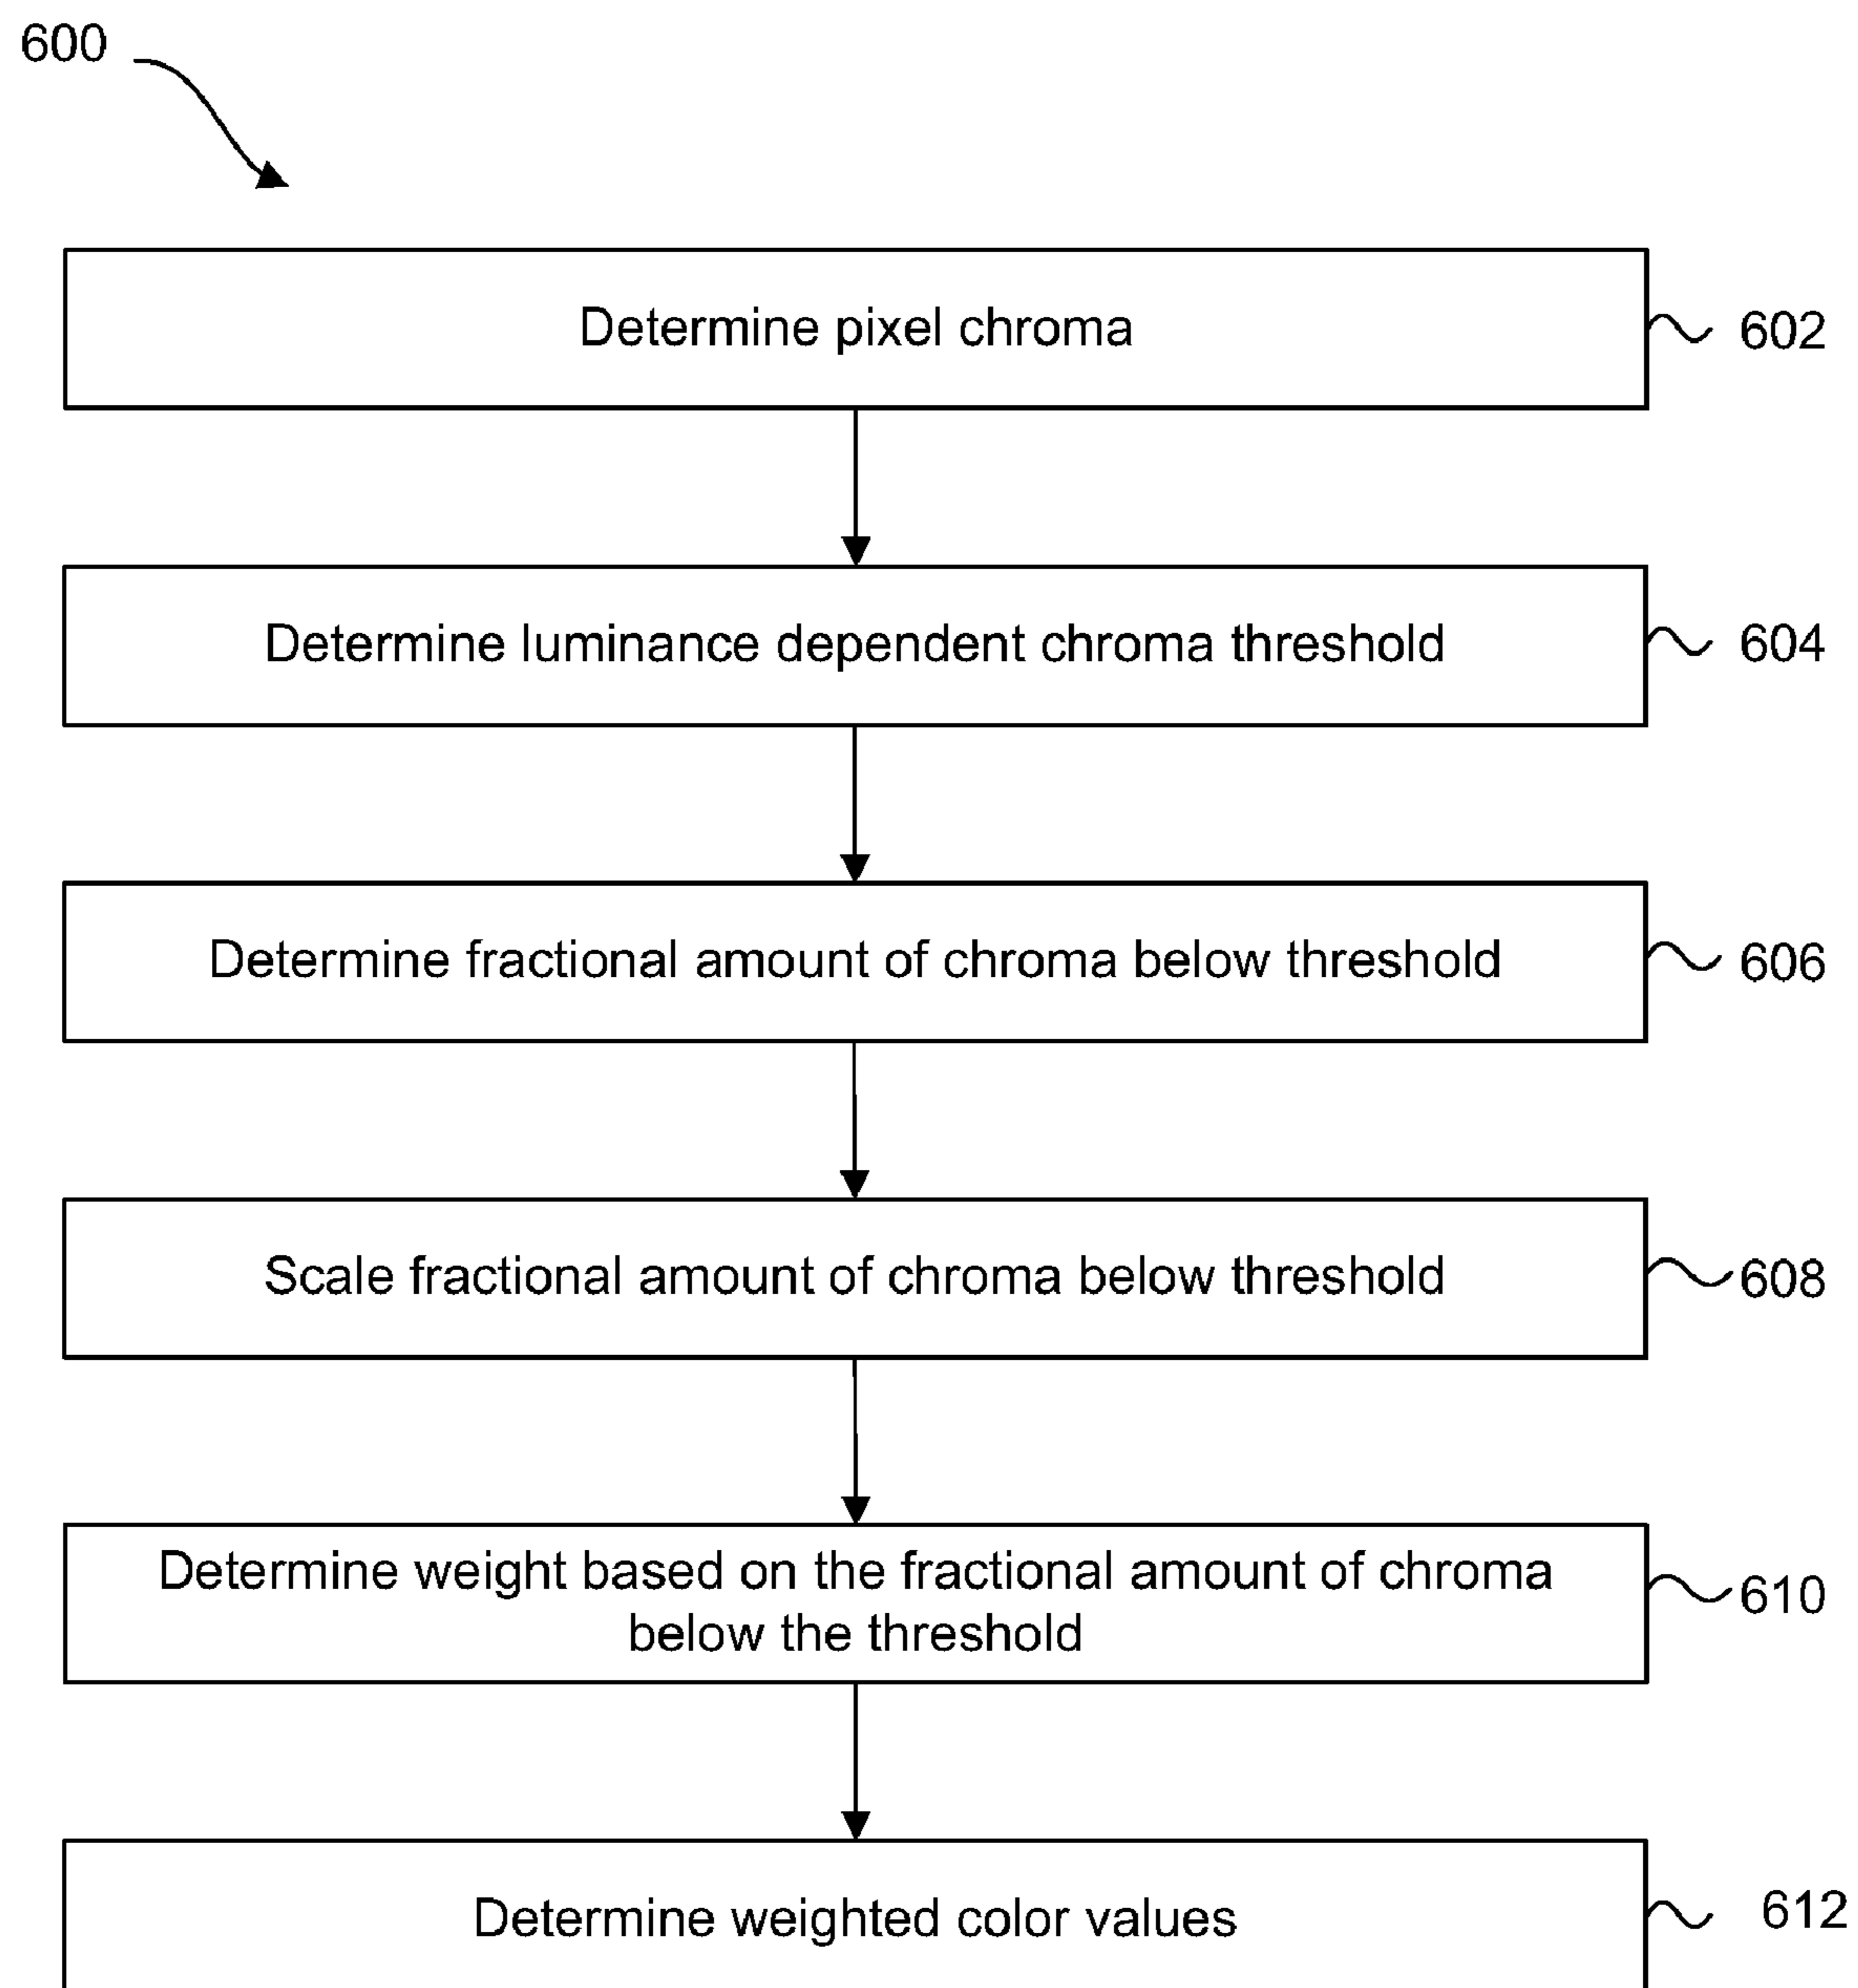 600
Determine pixel chroma
602
Determine luminance dependent chroma threshold
604
Determine fractional amount of chroma below threshold
606
Scale fractional amount of chroma below threshold
608
Determine weight based on the fractional amount of chroma
below the threshold
610
Determine weighted color values
612